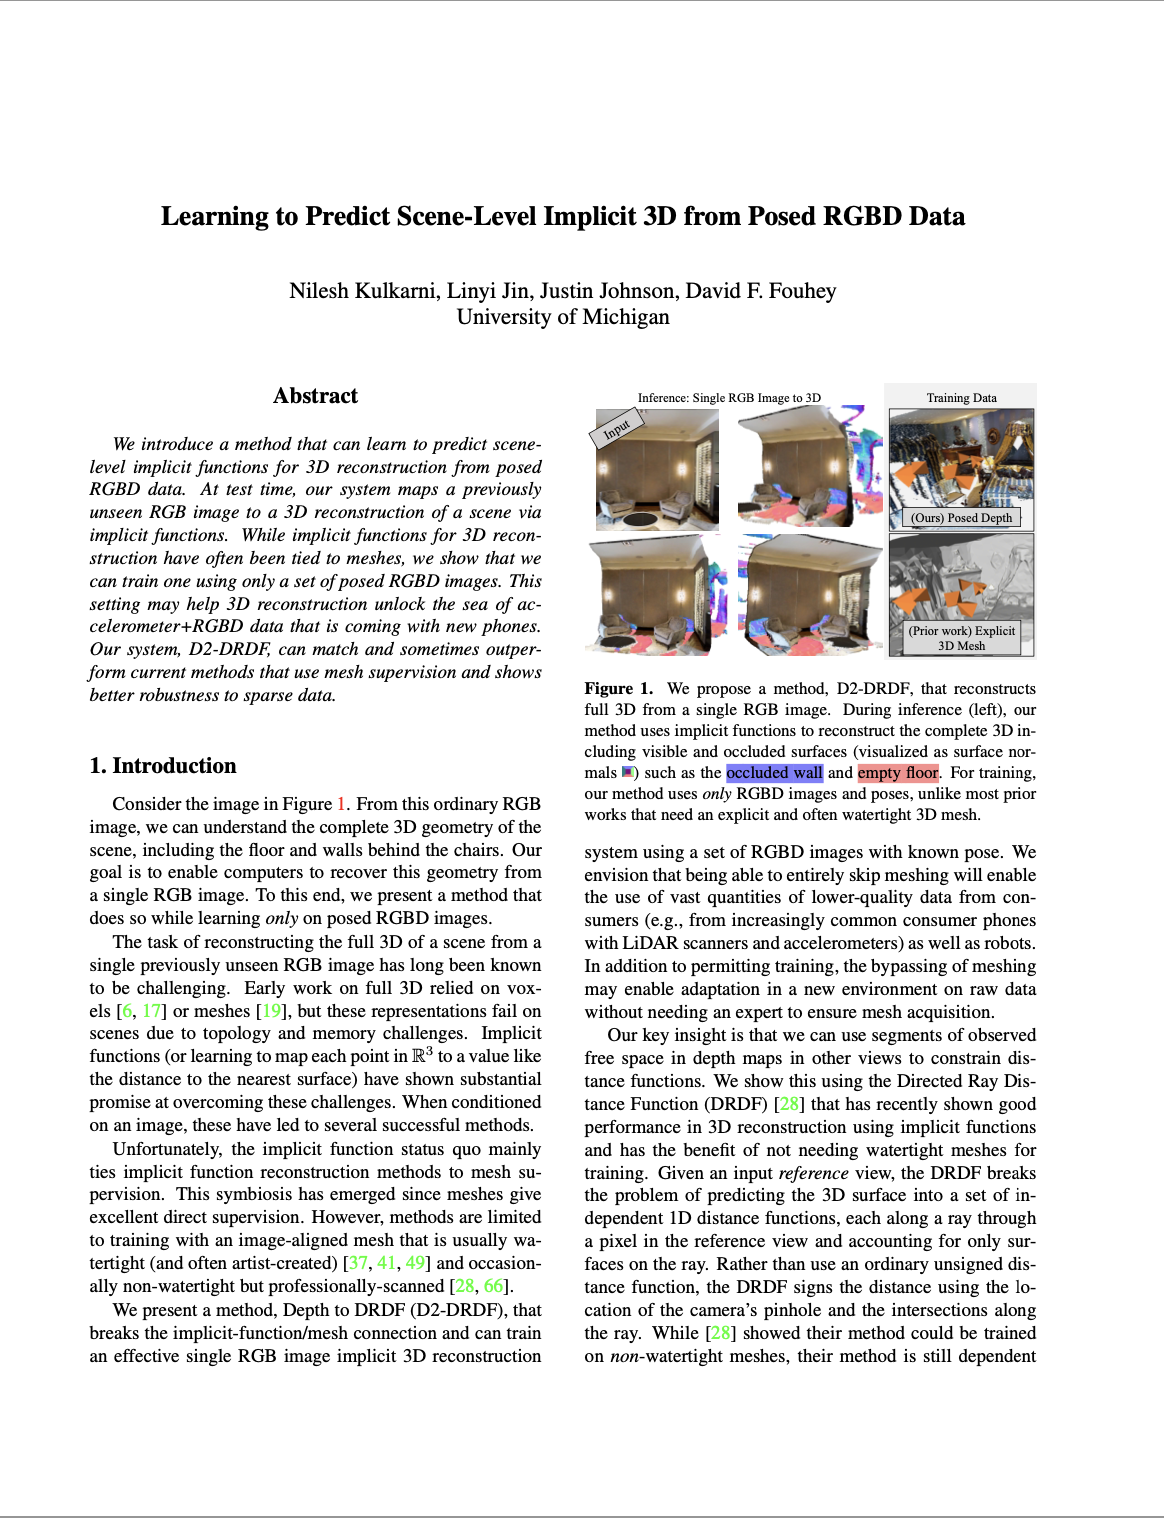 Learning to Predict Scene-Level Implicit 3D from Posed RGBD Data
Nilesh Kulkarni, Linyi Jin, Justin Johnson, David F. Fouhey
University of Michigan
Abstract
We introduce a method that can learn to predict scene-
level implicit functions for 3D reconstruction from posed
RGBD data. At test time, our system maps a previously
unseen RGB image to a 3D reconstruction of a scene via
implicit functions. While implicit functions for 3D recon-
struction have often been tied to meshes, we show that we
can train one using only a set of posed RGBD images. This
setting may help 3D reconstruction unlock the sea of ac-
celerometer+RGBD data that is coming with new phones.
Our system, D2-DRDF, can match and sometimes outper-
form current methods that use mesh supervision and shows
better robustness to sparse data.
1. Introduction
Consider the image in Figure 1. From this ordinary RGB
image, we can understand the complete 3D geometry of the
scene, including the floor and walls behind the chairs. Our
goal is to enable computers to recover this geometry from
a single RGB image. To this end, we present a method that
does so while learning only on posed RGBD images.
The task of reconstructing the full 3D of a scene from a
single previously unseen RGB image has long been known
to be challenging. Early work on full 3D relied on vox-
els [6, 17] or meshes [19], but these representations fail on
scenes due to topology and memory challenges. Implicit
functions (or learning to map each point in ℝ³ to a value like
the distance to the nearest surface) have shown substantial
promise at overcoming these challenges. When conditioned
on an image, these have led to several successful methods.
Unfortunately, the implicit function status quo mainly
ties implicit function reconstruction methods to mesh su-
pervision. This symbiosis has emerged since meshes give
excellent direct supervision. However, methods are limited
to training with an image-aligned mesh that is usually wa-
tertight (and often artist-created) [37, 41, 49] and occasion-
ally non-watertight but professionally-scanned [28, 66].
We present a method, Depth to DRDF (D2-DRDF), that
breaks the implicit-function/mesh connection and can train
an effective single RGB image implicit 3D reconstruction
Inference: Single RGB Image to 3D
Training Data
Input
(Ours) Posed Depth
(Prior work) Explicit
3D Mesh
Figure 1. We propose a method, D2-DRDF, that reconstructs
full 3D from a single RGB image. During inference (left), our
method uses implicit functions to reconstruct the complete 3D in-
cluding visible and occluded surfaces (visualized as surface nor-
mals ) such as the occluded wall and empty floor. For training,
our method uses only RGBD images and poses, unlike most prior
works that need an explicit and often watertight 3D mesh.
system using a set of RGBD images with known pose. We
envision that being able to entirely skip meshing will enable
the use of vast quantities of lower-quality data from con-
sumers (e.g., from increasingly common consumer phones
with LiDAR scanners and accelerometers) as well as robots.
In addition to permitting training, the bypassing of meshing
may enable adaptation in a new environment on raw data
without needing an expert to ensure mesh acquisition.
Our key insight is that we can use segments of observed
free space in depth maps in other views to constrain dis-
tance functions. We show this using the Directed Ray Dis-
tance Function (DRDF) [28] that has recently shown good
performance in 3D reconstruction using implicit functions
and has the benefit of not needing watertight meshes for
training. Given an input reference view, the DRDF breaks
the problem of predicting the 3D surface into a set of in-
dependent 1D distance functions, each along a ray through
a pixel in the reference view and accounting for only sur-
faces on the ray. Rather than use an ordinary unsigned dis-
tance function, the DRDF signs the distance using the lo-
cation of the camera's pinhole and the intersections along
the ray. While [28] showed their method could be trained
on non-watertight meshes, their method is still dependent